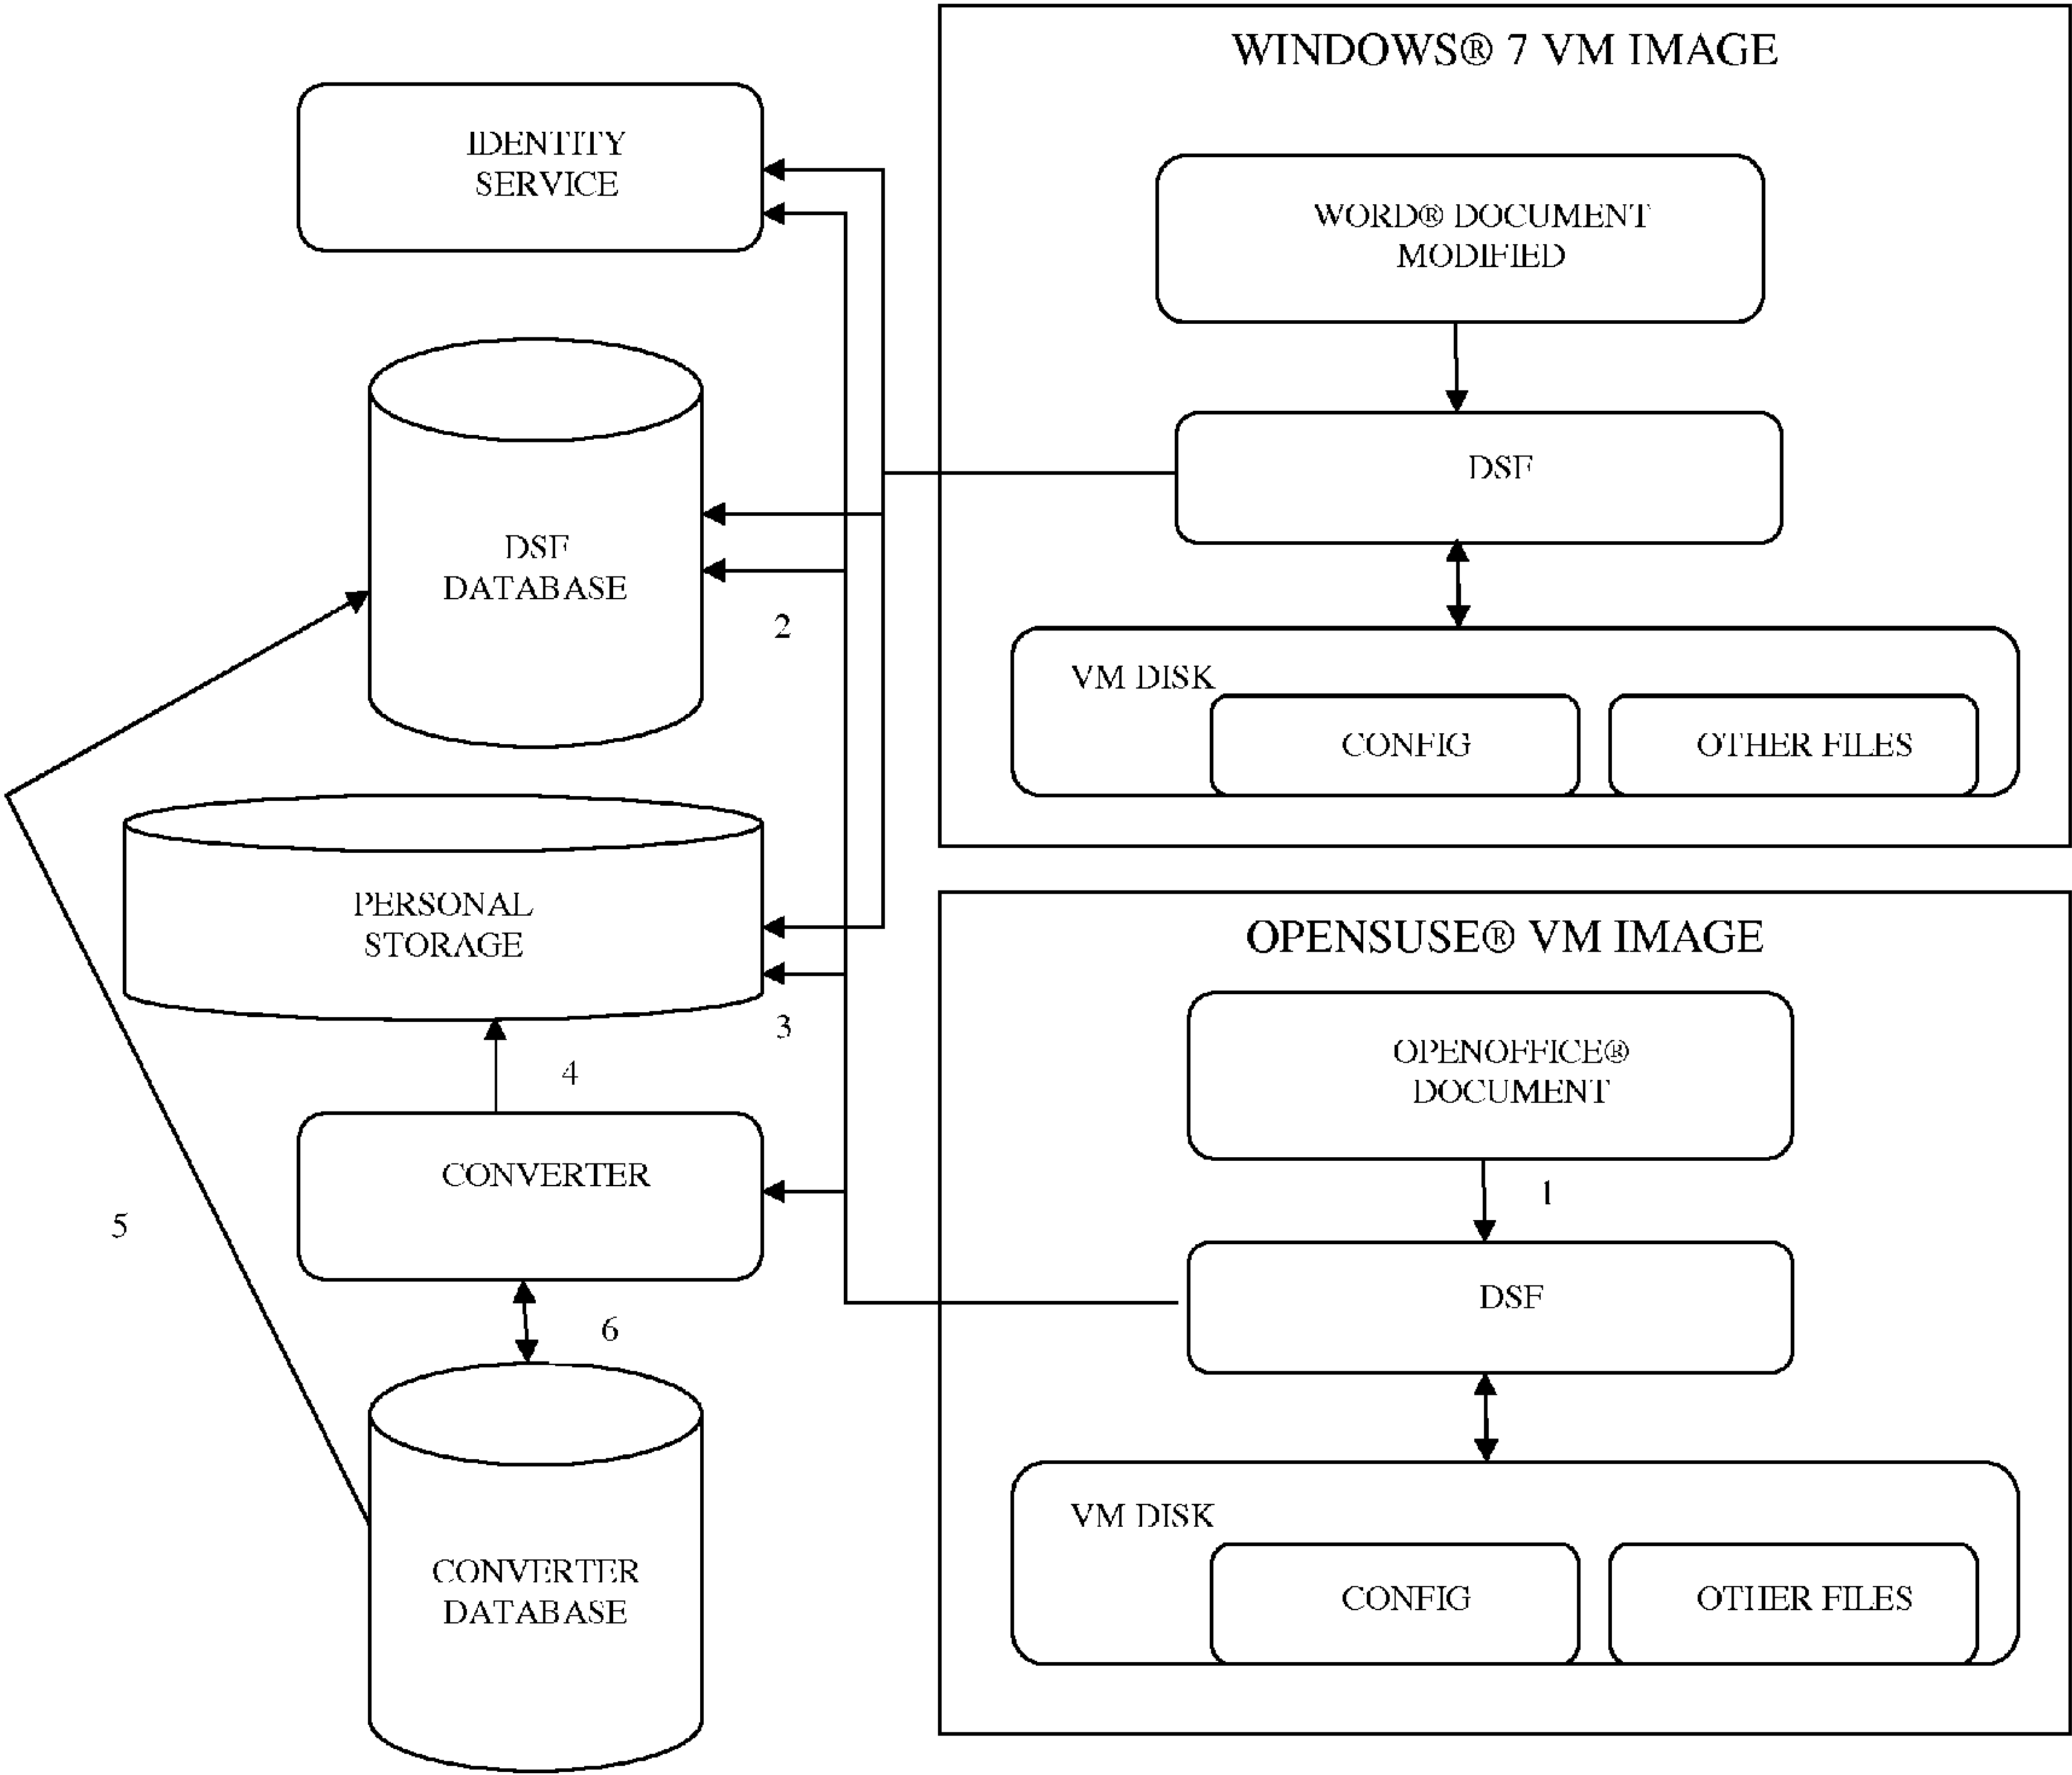 WINDOWS® 7 VM IMAGE
IDENTITY
SERVICE
WORD® DOCUMENT
MODIFIED
DSF
DSF
DATABASE
2
VM DISK
CONFIG
OTHER FILES
PERSONAL
STORAGE
OPENSUSE® VM IMAGE
3
4
OPENOFFICE®
DOCUMENT
CONVERTER
1
5
DSF
6
VM DISK
CONVERTER
DATABASE
CONFIG
OTHER FILES